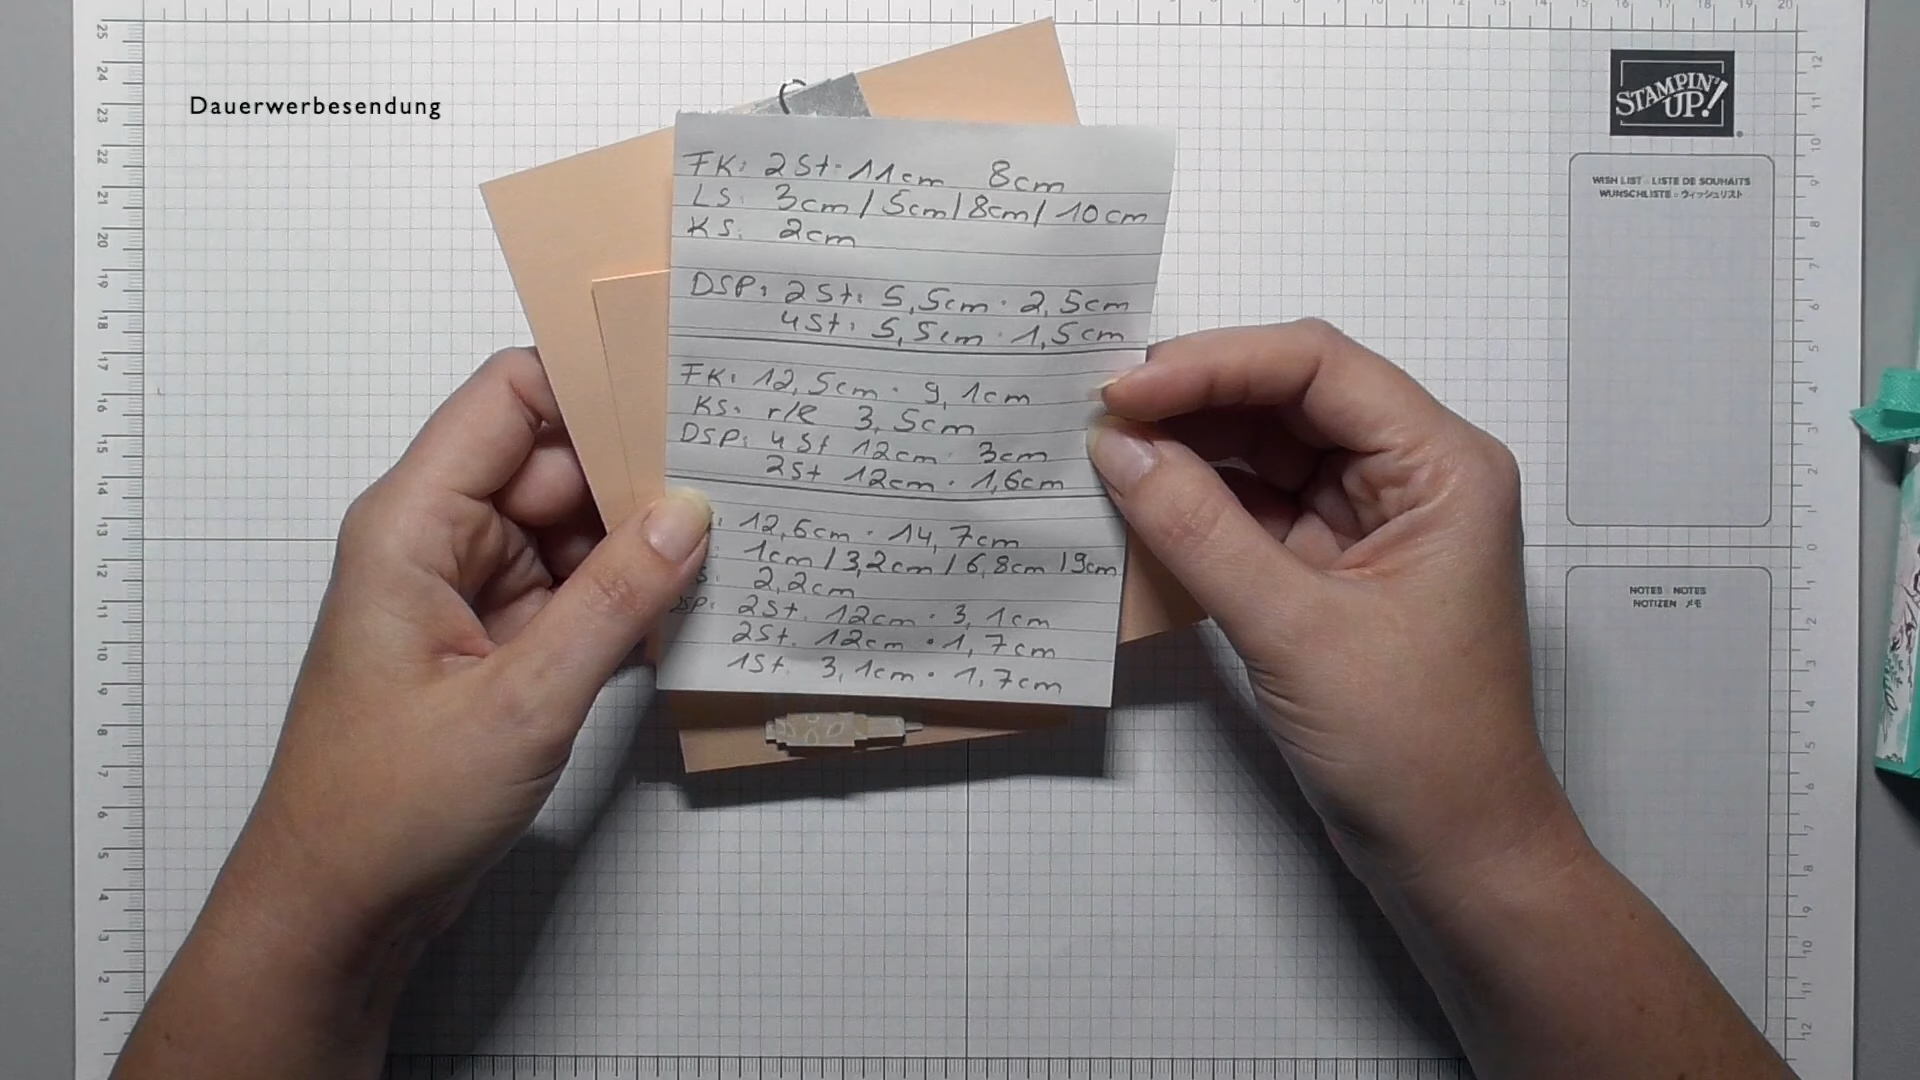 Dauerwerbesendung
FK: 2St. 11cm 8cm
LS: 3cm / 5cm / 8cm / 10cm
KS: 2cm
DSP: 2St: 5,5cm · 2,5cm
4St: 5,5cm · 1,5cm
FK: 12,5cm · 9,1cm
KS: r/l 3,5cm
DSP: 4St 12cm · 3cm
2St 12cm · 1,6cm
: 12,6cm · 14,7cm
: 1cm / 3,2cm / 6,8cm / 9cm
S: 2,2cm
DSP: 2St. 12cm · 3,1cm
2St. 12cm · 1,7cm
1St. 3,1cm · 1,7cm
STAMPIN' UP!
WISH LIST · LISTE DE SOUHAITS
WUNSCHLISTE · ウィッシュリスト
NOTES · NOTES
NOTIZEN · メモ